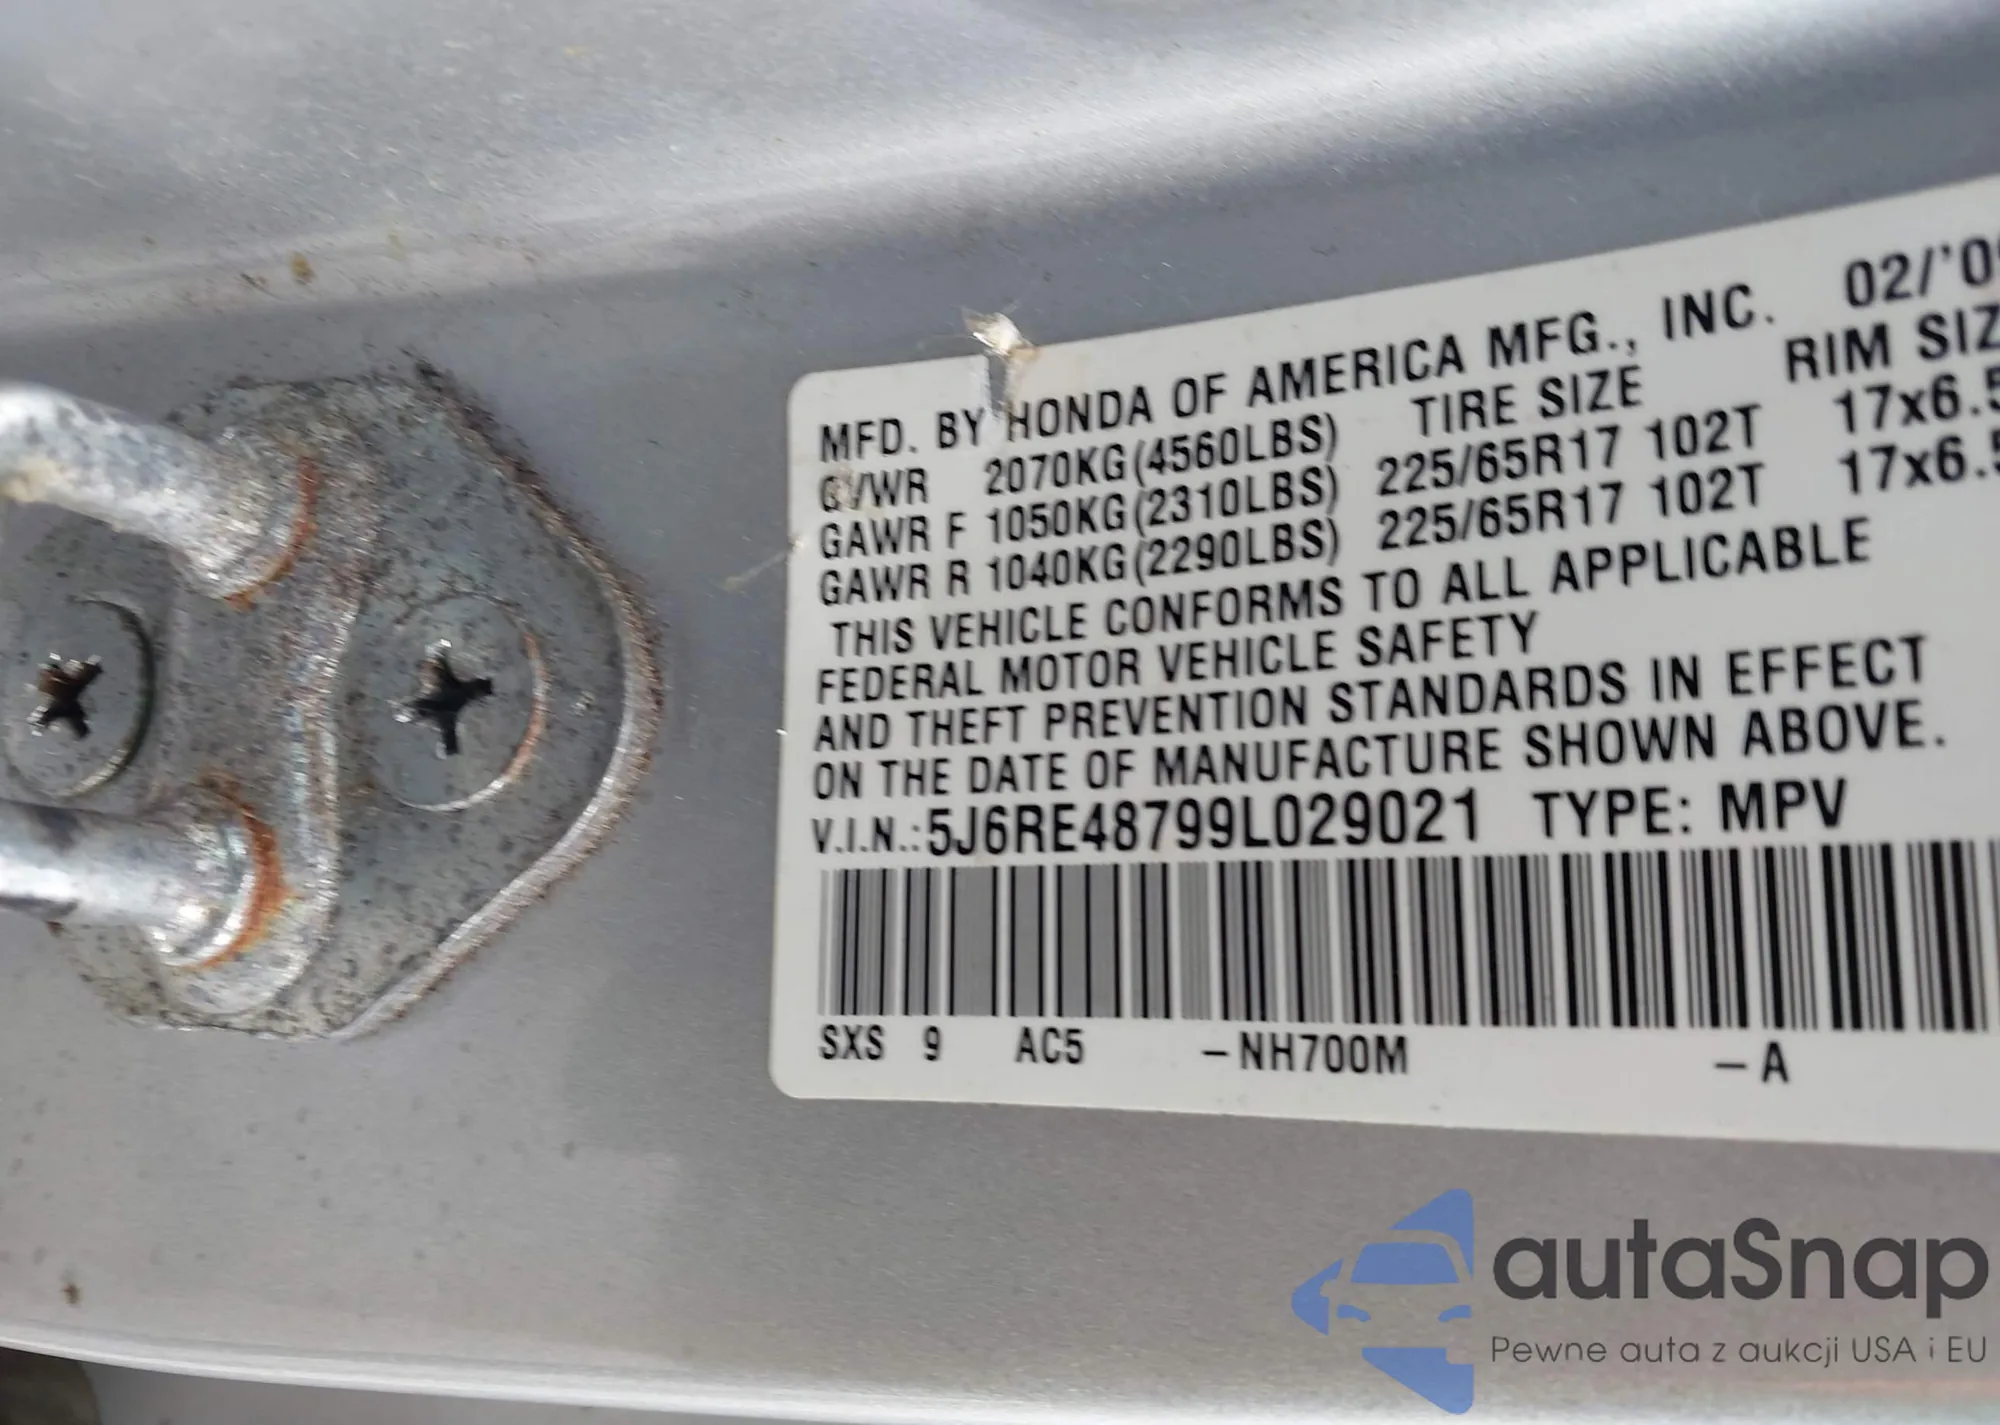 MFD. BY HONDA OF AMERICA MFG., INC. 02/'09
GVWR 2070KG(4560LBS) TIRE SIZE RIM SIZ
GAWR F 1050KG(2310LBS) 225/65R17 102T 17x6.5
GAWR R 1040KG(2290LBS) 225/65R17 102T 17x6.5
THIS VEHICLE CONFORMS TO ALL APPLICABLE
FEDERAL MOTOR VEHICLE SAFETY
AND THEFT PREVENTION STANDARDS IN EFFECT
ON THE DATE OF MANUFACTURE SHOWN ABOVE.
V.I.N.:5J6RE48799L029021 TYPE: MPV
SXS 9 AC5 -NH700M -A
autaSnap
Pewne auta z aukcji USA i EU